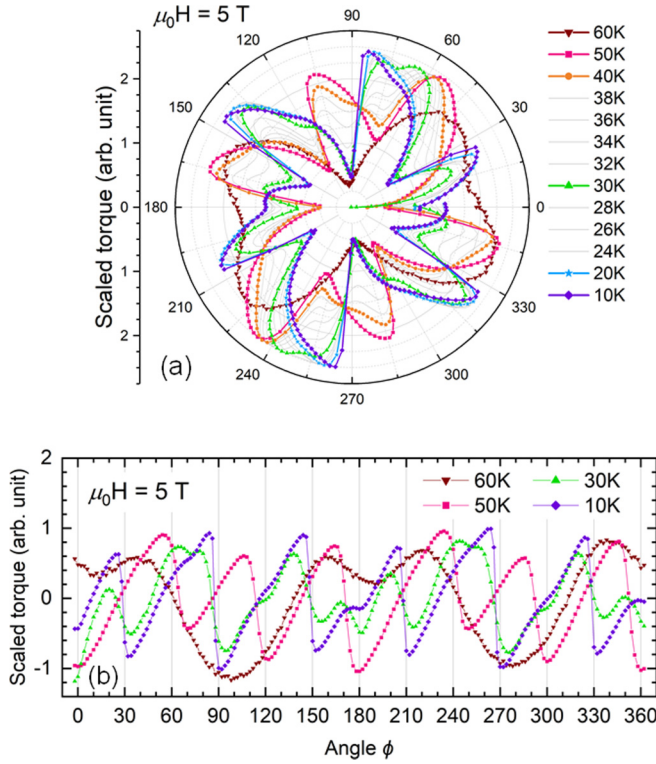 μ₀H = 5 T
90
60
30
0
330
300
270
240
210
180
150
120
Scaled torque (arb. unit)
2
1
0
1
2
(a)
60K
50K
40K
38K
36K
34K
32K
30K
28K
26K
24K
20K
10K
μ₀H = 5 T
60K
50K
30K
10K
Scaled torque (arb. unit)
2
1
0
-1
(b)
0 30 60 90 120 150 180 210 240 270 300 330 360
Angle ϕ